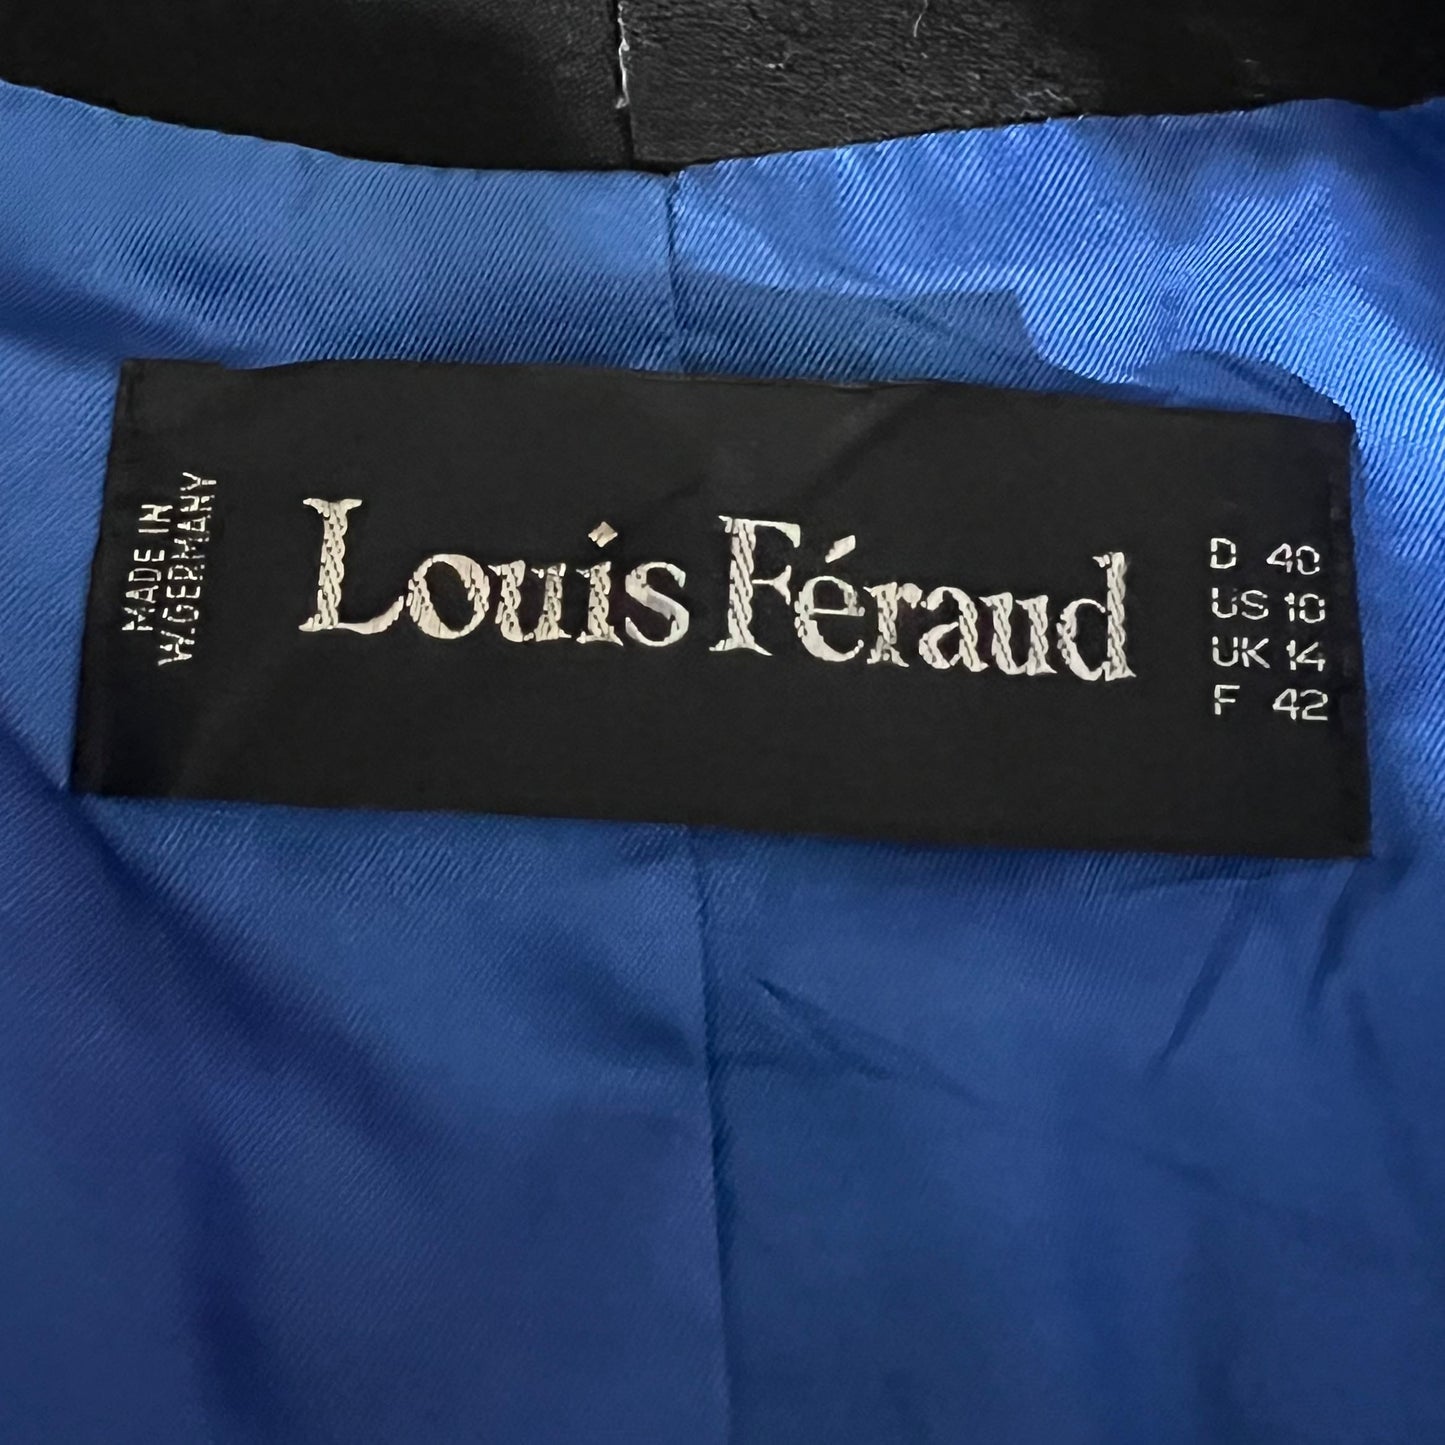 MADE IN
W.GERMANY
Louis Féraud
D 40
US 10
UK 14
F 42